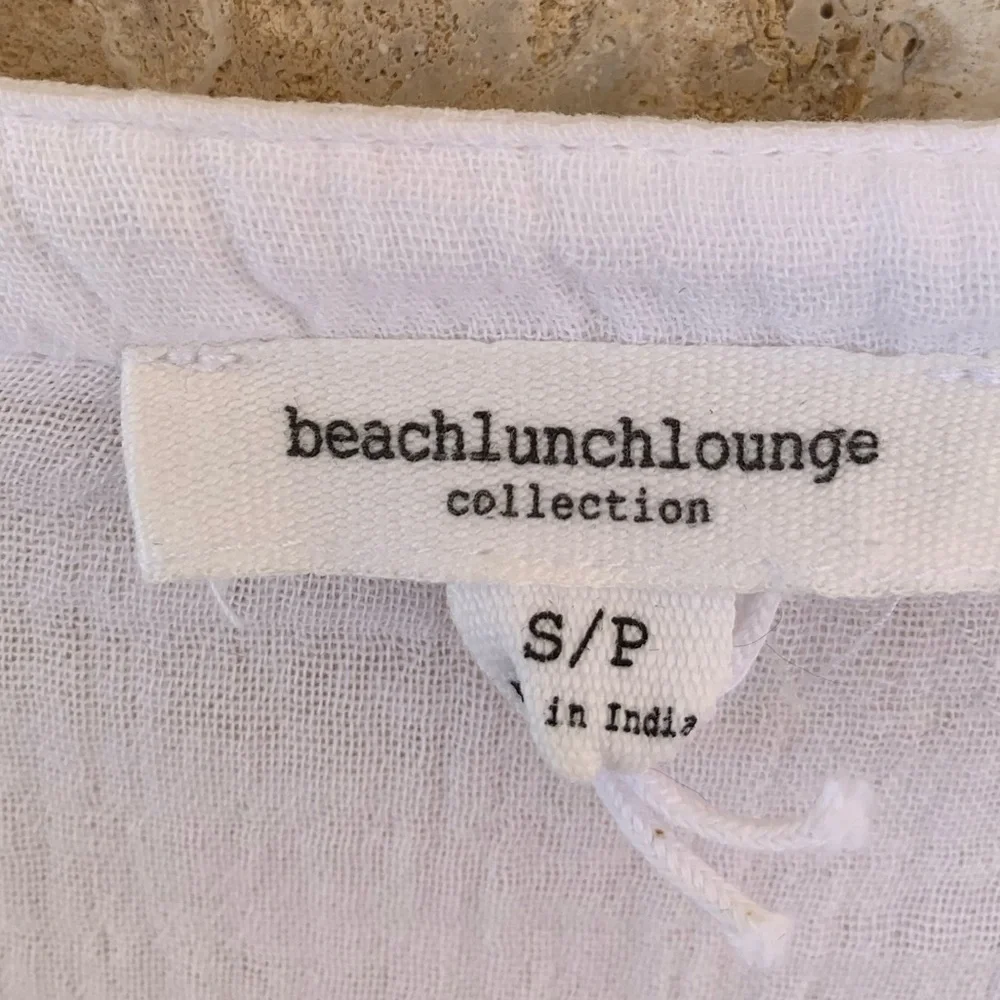 beachlunchlounge
collection
S/P
in India